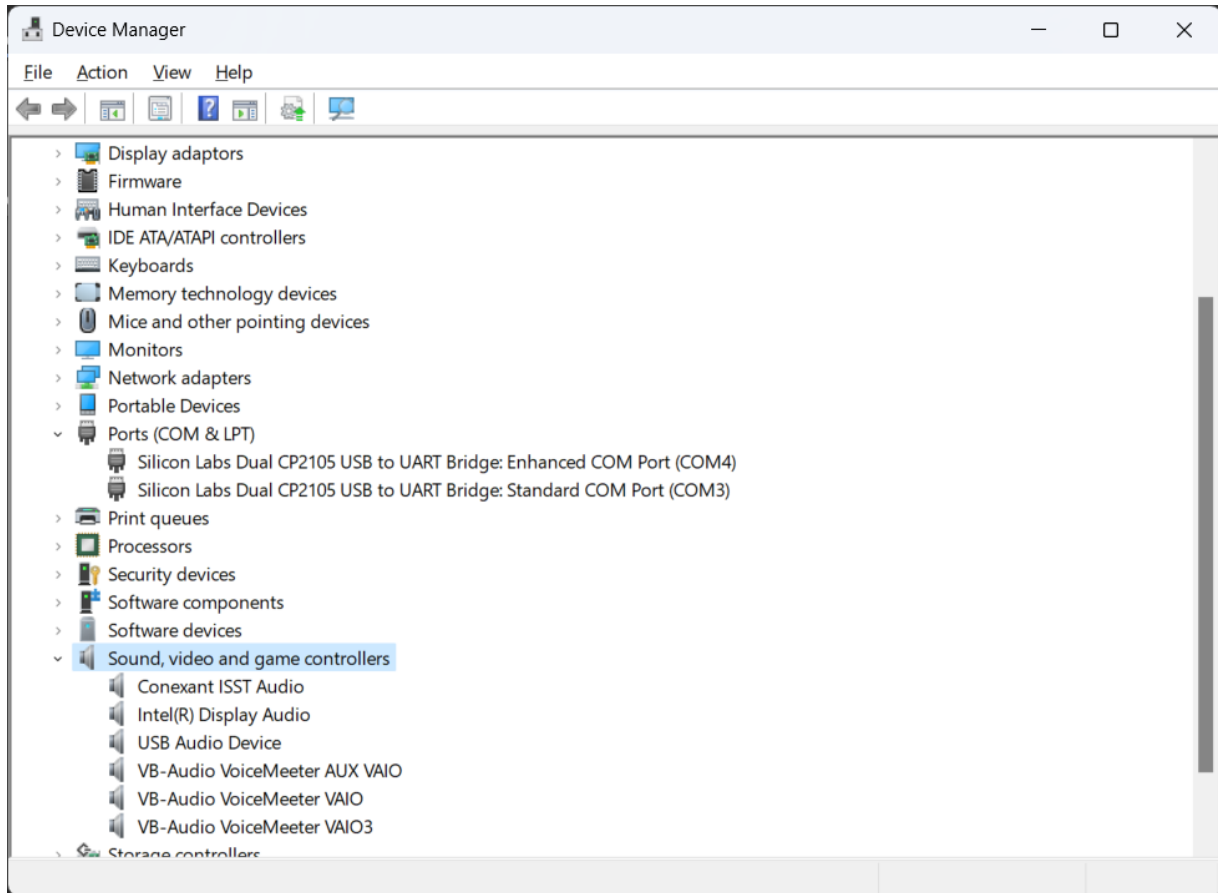 Device Manager
File Action View Help
Display adaptors
Firmware
Human Interface Devices
IDE ATA/ATAPI controllers
Keyboards
Memory technology devices
Mice and other pointing devices
Monitors
Network adapters
Portable Devices
Ports (COM & LPT)
Silicon Labs Dual CP2105 USB to UART Bridge: Enhanced COM Port (COM4)
Silicon Labs Dual CP2105 USB to UART Bridge: Standard COM Port (COM3)
Print queues
Processors
Security devices
Software components
Software devices
Sound, video and game controllers
Conexant ISST Audio
Intel(R) Display Audio
USB Audio Device
VB-Audio VoiceMeeter AUX VAIO
VB-Audio VoiceMeeter VAIO
VB-Audio VoiceMeeter VAIO3
Storage controllers